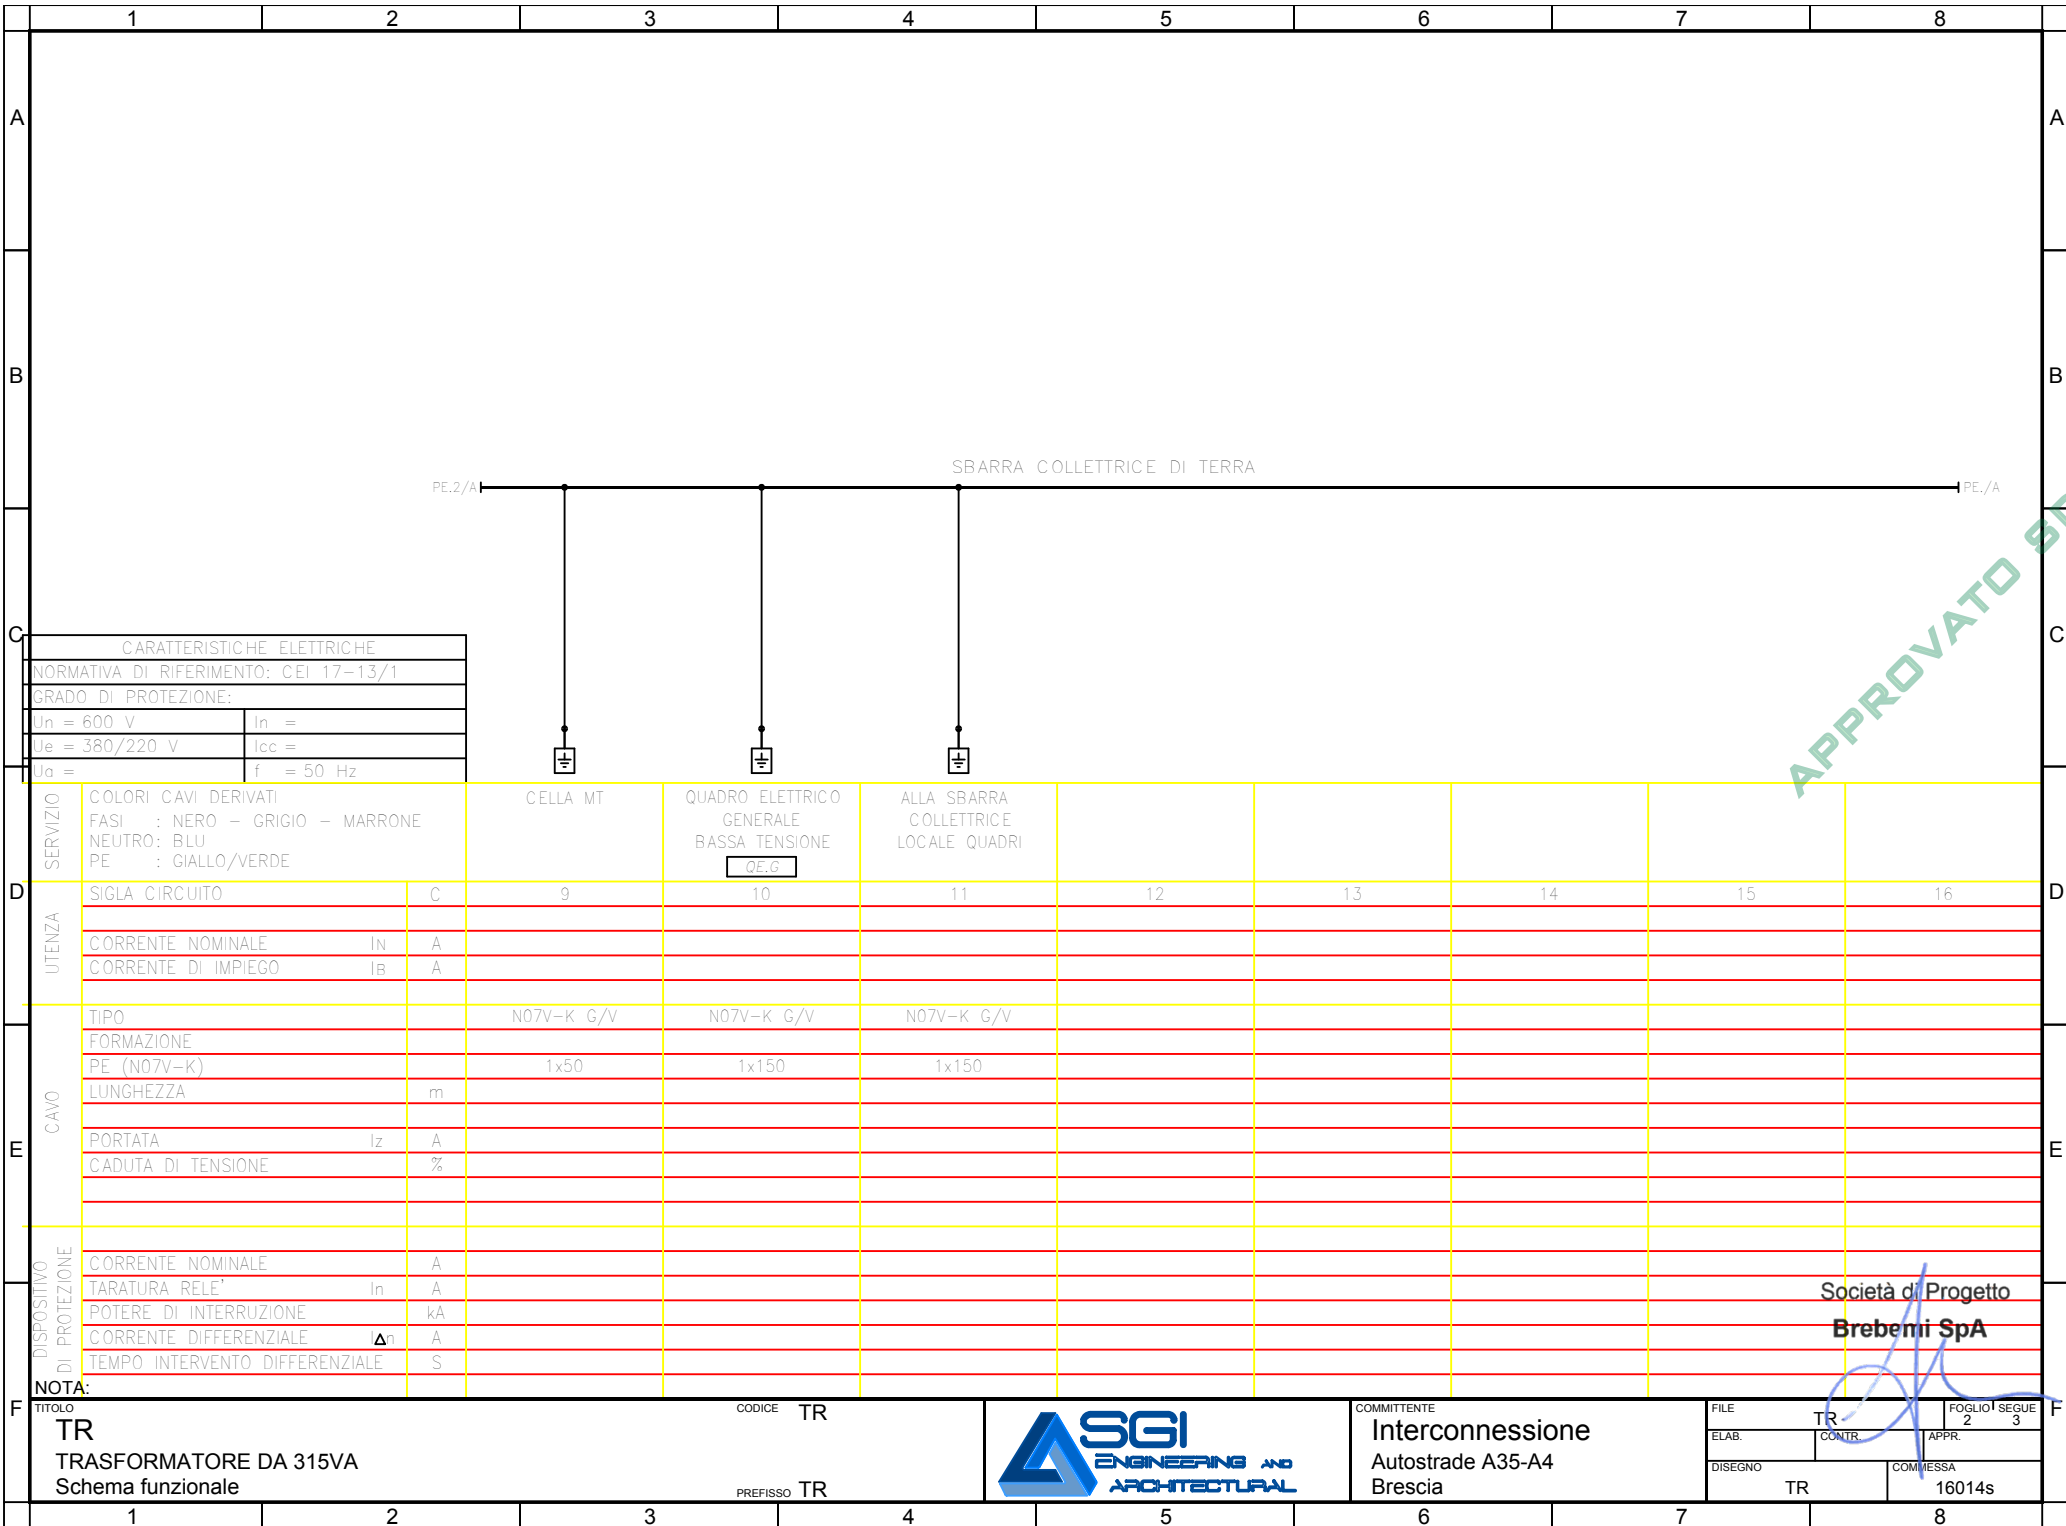 1 2 3 4 5 6 7 8
A A
B B
SBARRA COLLETTRICE DI TERRA
PE.2/A PE./A
C C
CARATTERISTICHE ELETTRICHE
NORMATIVA DI RIFERIMENTO: CEI 17-13/1
GRADO DI PROTEZIONE:
Un = 600 V In =
Ue = 380/220 V Icc =
Ua = f = 50 Hz
APPROVATO
SERVIZIO
COLORI CAVI DERIVATI
FASI : NERO - GRIGIO - MARRONE
NEUTRO: BLU
PE : GIALLO/VERDE
CELLA MT
QUADRO ELETTRICO
GENERALE
BASSA TENSIONE
QE.G
ALLA SBARRA
COLLETTRICE
LOCALE QUADRI
D D
UTENZA
SIGLA CIRCUITO C 9 10 11 12 13 14 15 16
CORRENTE NOMINALE IN A
CORRENTE DI IMPIEGO IB A
CAVO
TIPO N07V-K G/V N07V-K G/V N07V-K G/V
FORMAZIONE
PE (N07V-K) 1x50 1x150 1x150
LUNGHEZZA m
E E
PORTATA Iz A
CADUTA DI TENSIONE %
DISPOSITIVO
DI PROTEZIONE
CORRENTE NOMINALE A
TARATURA RELE' In A
POTERE DI INTERRUZIONE kA
CORRENTE DIFFERENZIALE IΔn A
TEMPO INTERVENTO DIFFERENZIALE S
Società di Progetto
Brebemi SpA
NOTA:
F F
TITOLO
TR
TRASFORMATORE DA 315VA
Schema funzionale
CODICE TR
PREFISSO TR
SGI
ENGINEERING AND
ARCHITECTURAL
COMMITTENTE
Interconnessione
Autostrade A35-A4
Brescia
FILE TR FOGLIO 2 SEGUE 3
ELAB. CONTR. APPR.
DISEGNO TR COMMESSA 16014s
1 2 3 4 5 6 7 8